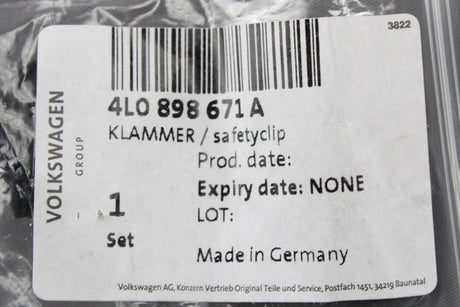 3822
4L0 898 671 A
KLAMMER / safetyclip
Prod. date:
Expiry date: NONE
LOT:
1
Set
Made in Germany
VOLKSWAGEN
GROUP
Volkswagen AG, Konzern Vertrieb Original Teile und Service, Postfach 1451, 34219 Baunatal